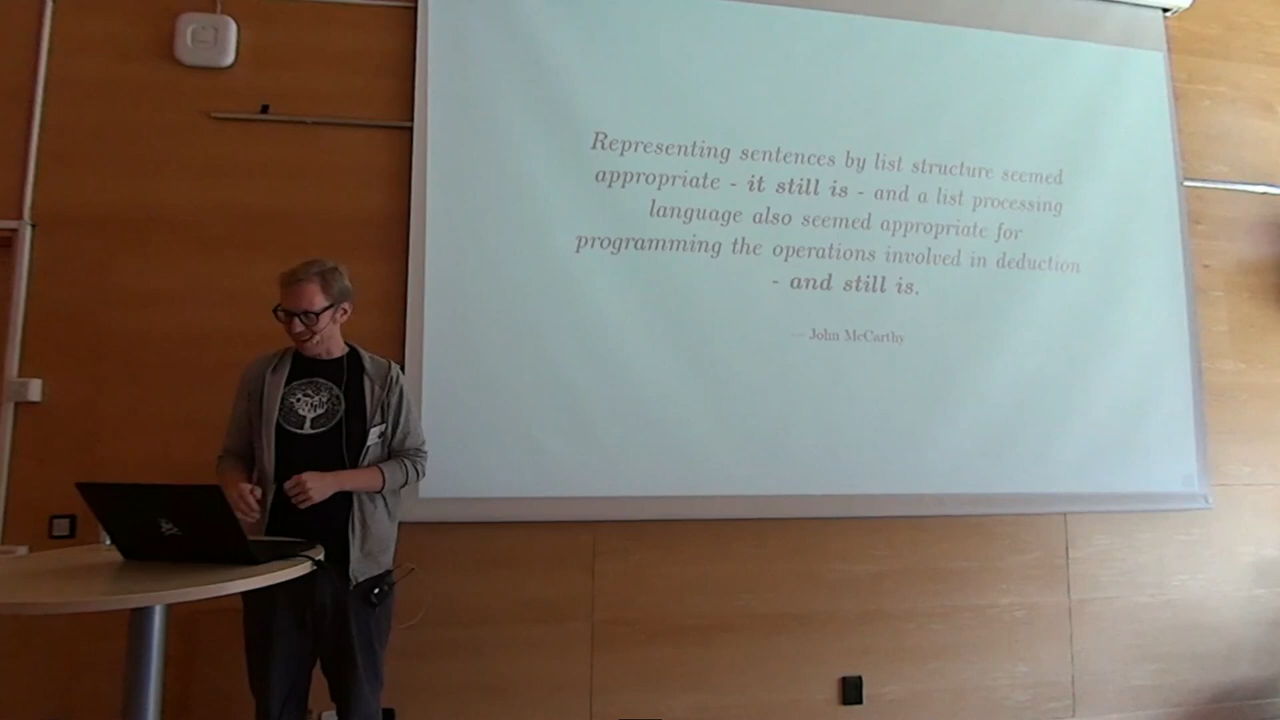 Representing sentences by list structure seemed
appropriate - it still is - and a list processing
language also seemed appropriate for
programming the operations involved in deduction
- and still is.
— John McCarthy